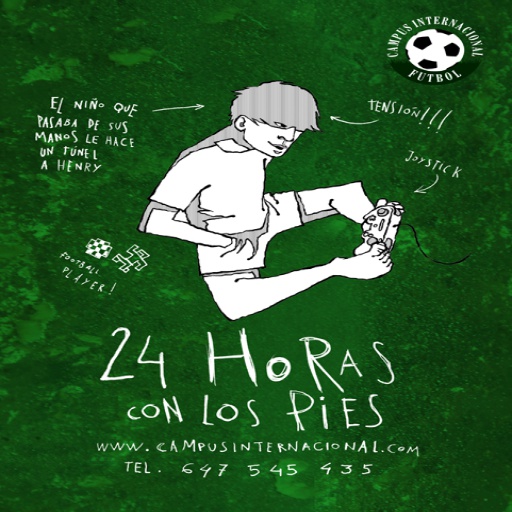 CAMPUS INTERNACIONAL
FUTBOL
EL NIÑO QUE
PASABA DE SUS
MANOS LE HACE
UN TÚNEL
A HENRY
TENSIÓN!!!
JOYSTICK
FOOTBALL
PLAYER!
24 HORAS
CON LOS PIES
WWW.CAMPUSINTERNACIONAL.COM
TEL. 647 545 435